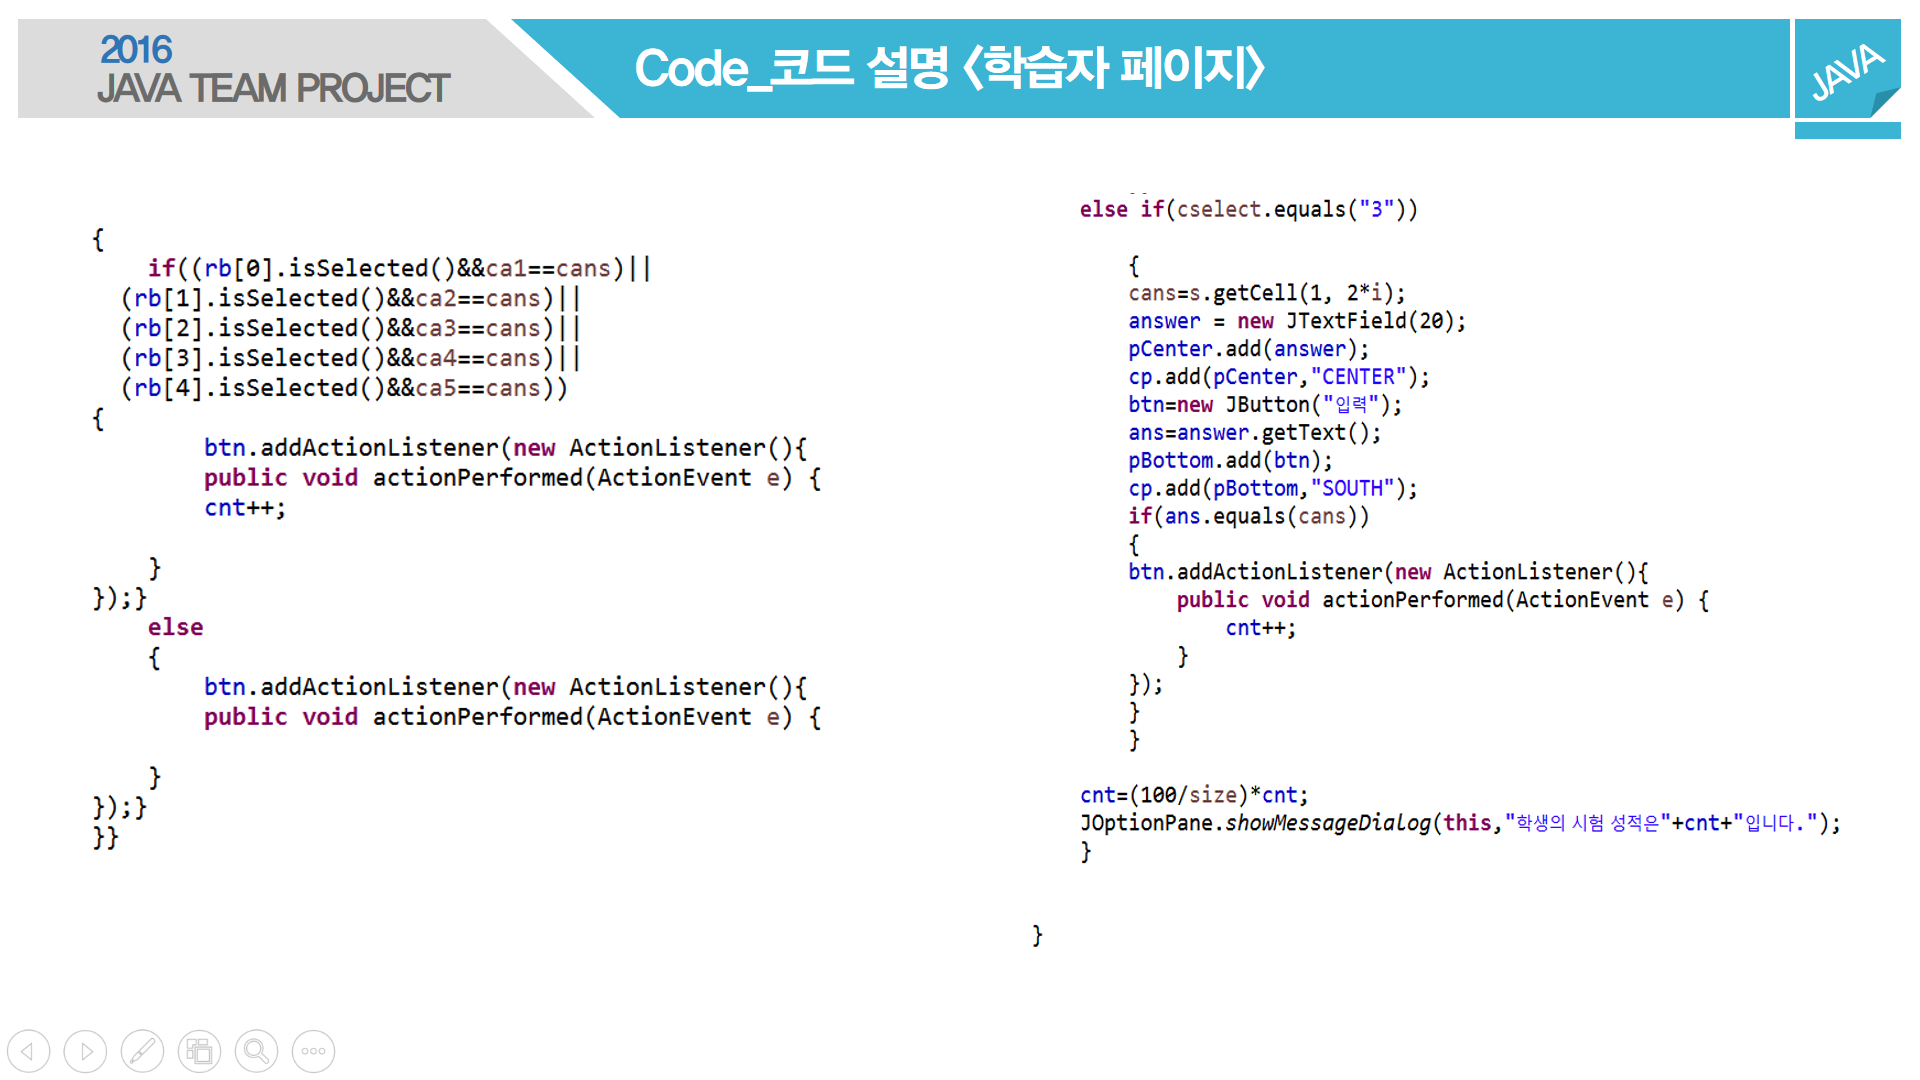 2016
JAVA TEAM PROJECT
Code_코드 설명 <학습자 페이지>
JAVA
{
if((rb[0].isSelected()&&ca1==cans)||
(rb[1].isSelected()&&ca2==cans)||
(rb[2].isSelected()&&ca3==cans)||
(rb[3].isSelected()&&ca4==cans)||
(rb[4].isSelected()&&ca5==cans))
{
btn.addActionListener(new ActionListener(){
public void actionPerformed(ActionEvent e) {
cnt++;
}
});}
else
{
btn.addActionListener(new ActionListener(){
public void actionPerformed(ActionEvent e) {
}
});}
}}
else if(cselect.equals("3"))
{
cans=s.getCell(1, 2*i);
answer = new JTextField(20);
pCenter.add(answer);
cp.add(pCenter,"CENTER");
btn=new JButton("입력");
ans=answer.getText();
pBottom.add(btn);
cp.add(pBottom,"SOUTH");
if(ans.equals(cans))
{
btn.addActionListener(new ActionListener(){
public void actionPerformed(ActionEvent e) {
cnt++;
}
});
}
}
cnt=(100/size)*cnt;
JOptionPane.showMessageDialog(this,"학생의 시험 성적은"+cnt+"입니다.");
}
}